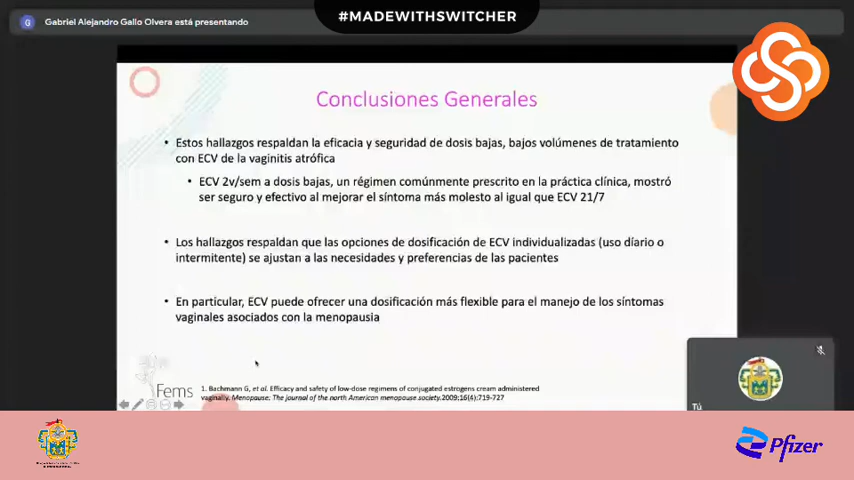 #MADEWITHSWITCHER
G
Gabriel Alejandro Gallo Olvera está presentando
Conclusiones Generales
• Estos hallazgos respaldan la eficacia y seguridad de dosis bajas, bajos volúmenes de tratamiento
con ECV de la vaginitis atrófica
• ECV 2v/sem a dosis bajas, un régimen comúnmente prescrito en la práctica clínica, mostró
ser seguro y efectivo al mejorar el síntoma más molesto al igual que ECV 21/7
• Los hallazgos respaldan que las opciones de dosificación de ECV individualizadas (uso diario o
intermitente) se ajustan a las necesidades y preferencias de las pacientes
• En particular, ECV puede ofrecer una dosificación más flexible para el manejo de los síntomas
vaginales asociados con la menopausia
Fems
1. Bachmann G, et al. Efficacy and safety of low-dose regimens of conjugated estrogens cream administered
vaginally. Menopause: The journal of the north American menopause society.2009;16(4):719-727
Tú
Pfizer